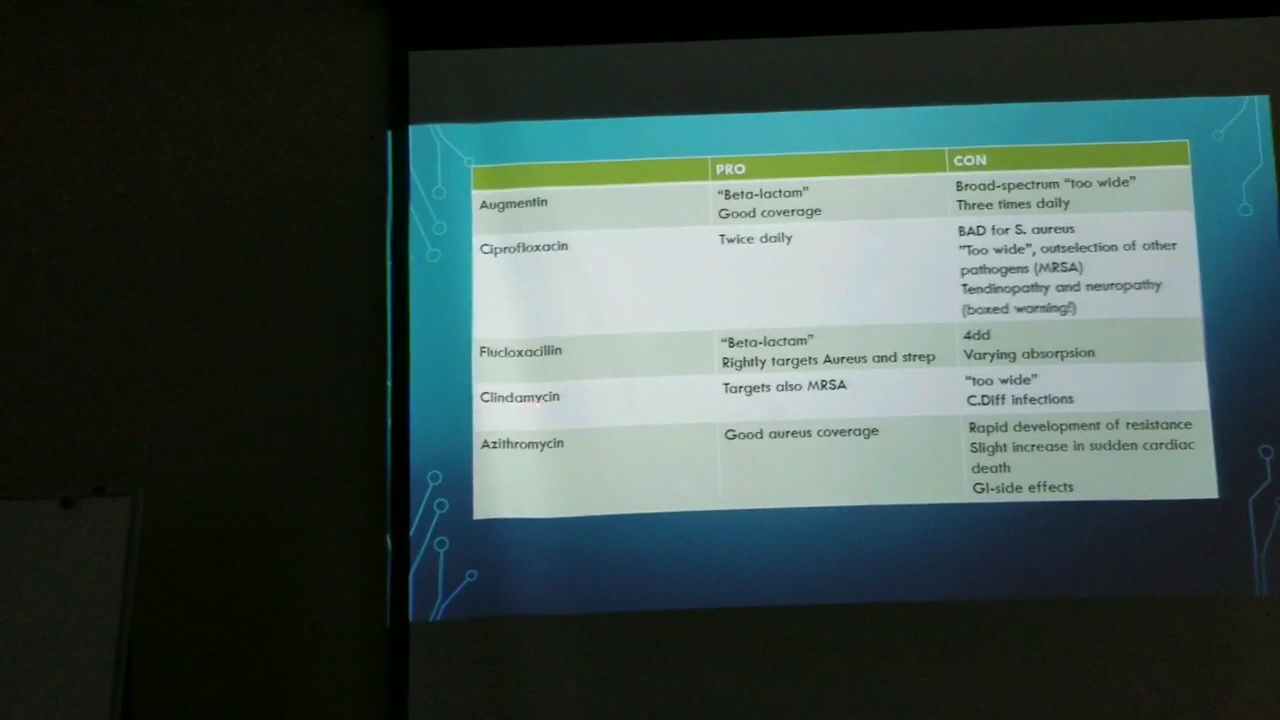 PRO
CON
Augmentin
"Beta-lactam"
Good coverage
Broad-spectrum "too wide"
Three times daily
Ciprofloxacin
Twice daily
BAD for S. aureus
"Too wide", outselection of other
pathogens (MRSA)
Tendinopathy and neuropathy
(boxed warning!)
Flucloxacillin
"Beta-lactam"
Rightly targets Aureus and strep
4dd
Varying absorpsion
Clindamycin
Targets also MRSA
"too wide"
C.Diff infections
Azithromycin
Good aureus coverage
Rapid development of resistance
Slight increase in sudden cardiac
death
GI-side effects